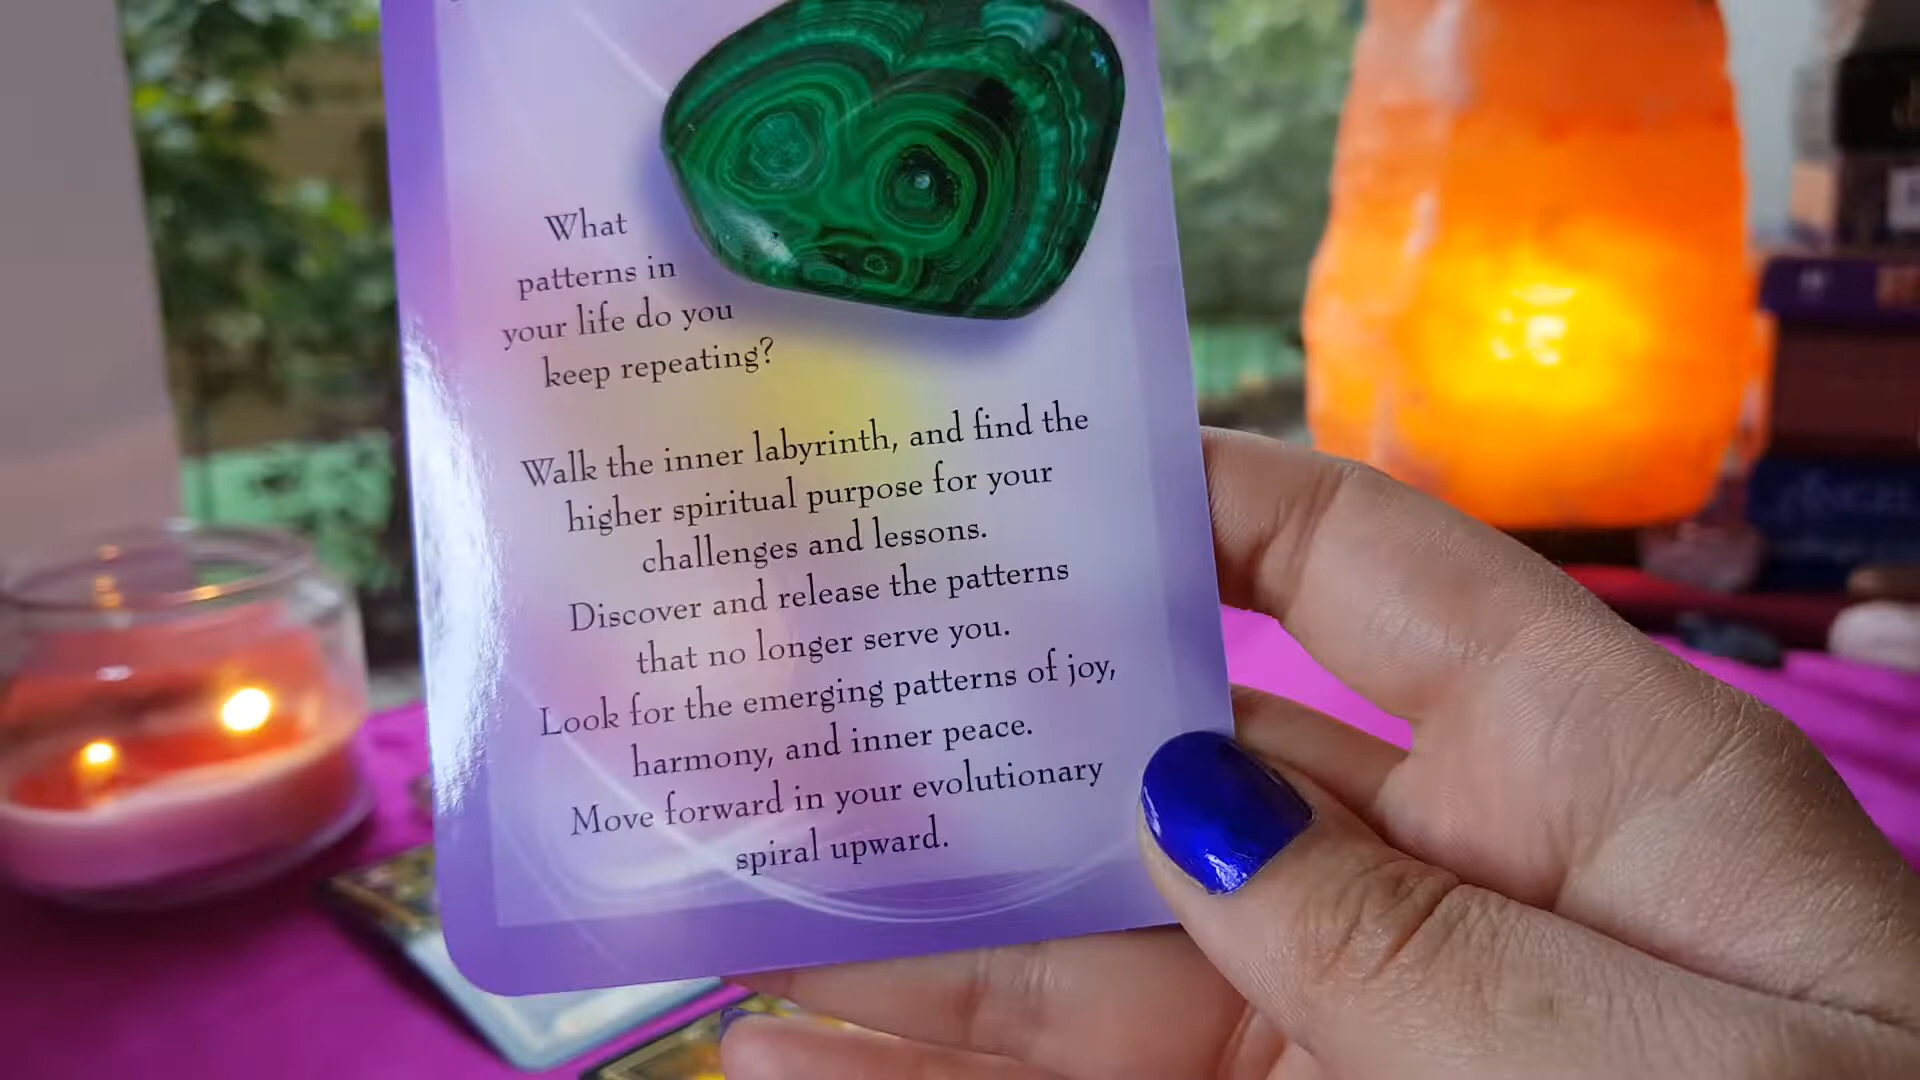 What
patterns in
your life do you
keep repeating?
Walk the inner labyrinth, and find the
higher spiritual purpose for your
challenges and lessons.
Discover and release the patterns
that no longer serve you.
Look for the emerging patterns of joy,
harmony, and inner peace.
Move forward in your evolutionary
spiral upward.